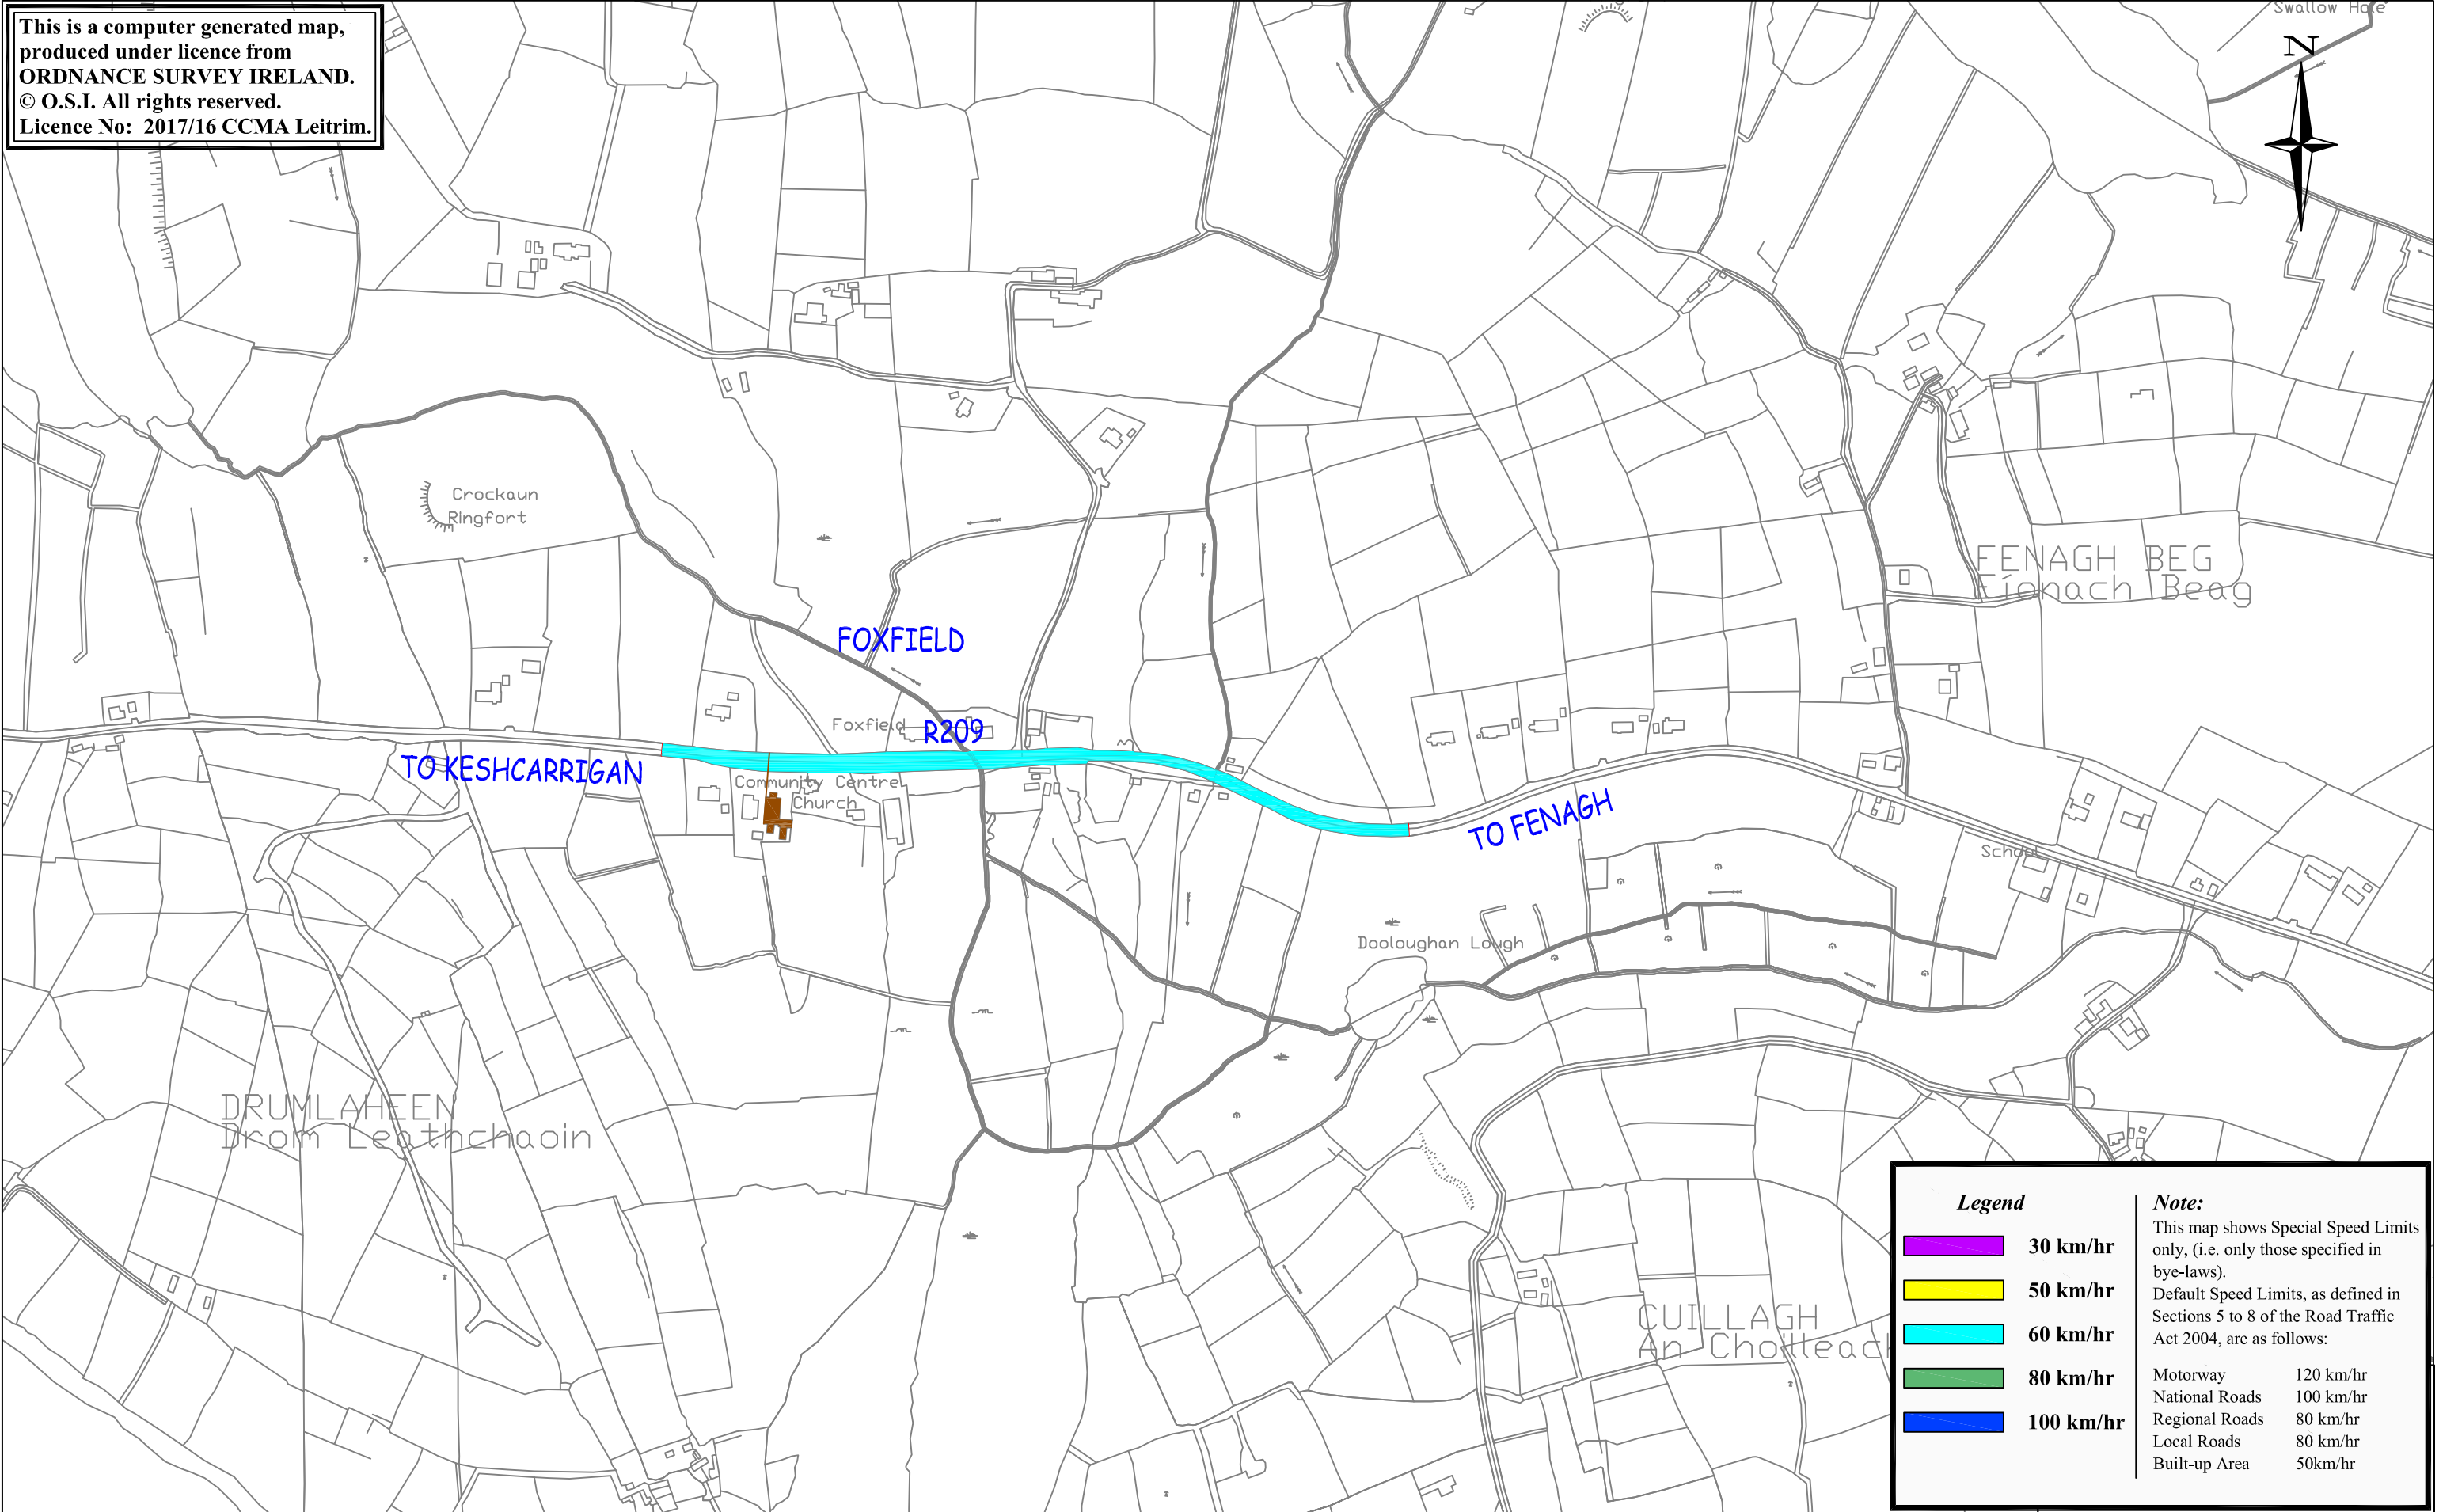 This is a computer generated map,
produced under licence from
ORDNANCE SURVEY IRELAND.
© O.S.I. All rights reserved.
Licence No: 2017/16 CCMA Leitrim.
Swallow Hole
N
Crockaun
Ringfort
FENAGH BEG
Fíonach Beag
FOXFIELD
Foxfield
R209
TO KESHCARRIGAN
Community Centre
Church
TO FENAGH
School
Dooloughan Lough
DRUMLAHEEN
Drom Leathchaoin
CUILLAGH
An Choilleach
Legend
30 km/hr
50 km/hr
60 km/hr
80 km/hr
100 km/hr
Note:
This map shows Special Speed Limits
only, (i.e. only those specified in
bye-laws).
Default Speed Limits, as defined in
Sections 5 to 8 of the Road Traffic
Act 2004, are as follows:
Motorway 120 km/hr
National Roads 100 km/hr
Regional Roads 80 km/hr
Local Roads 80 km/hr
Built-up Area 50km/hr